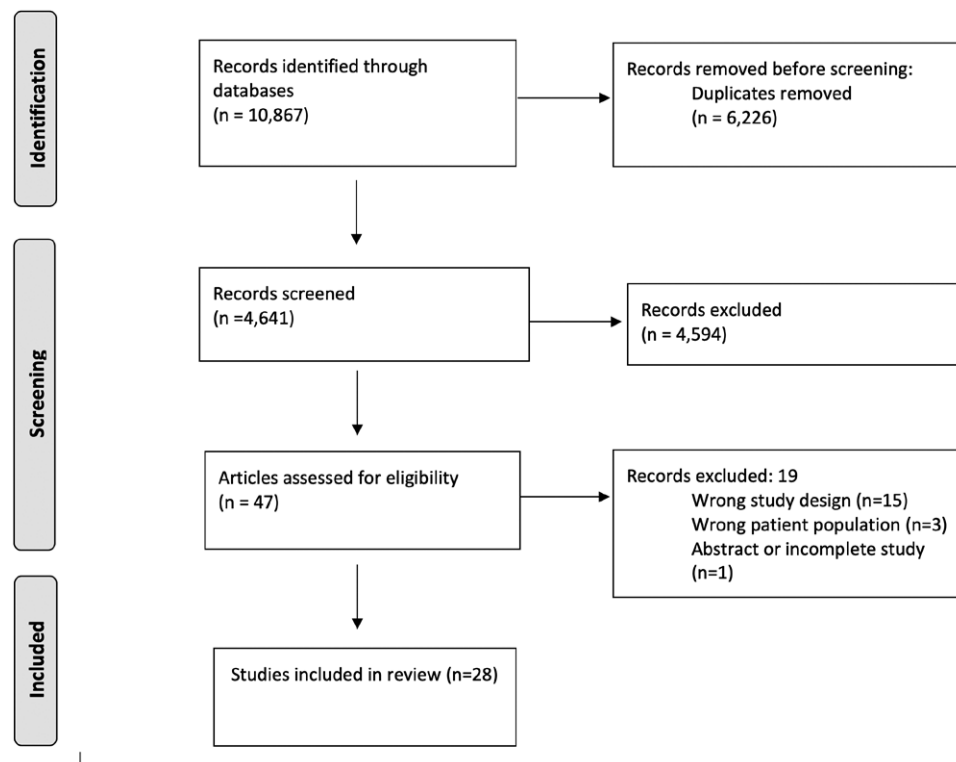 Identification
Records identified through
databases
(n = 10,867)
Records removed before screening:
Duplicates removed
(n = 6,226)
Screening
Records screened
(n =4,641)
Records excluded
(n = 4,594)
Articles assessed for eligibility
(n = 47)
Records excluded: 19
Wrong study design (n=15)
Wrong patient population (n=3)
Abstract or incomplete study
(n=1)
Included
Studies included in review (n=28)